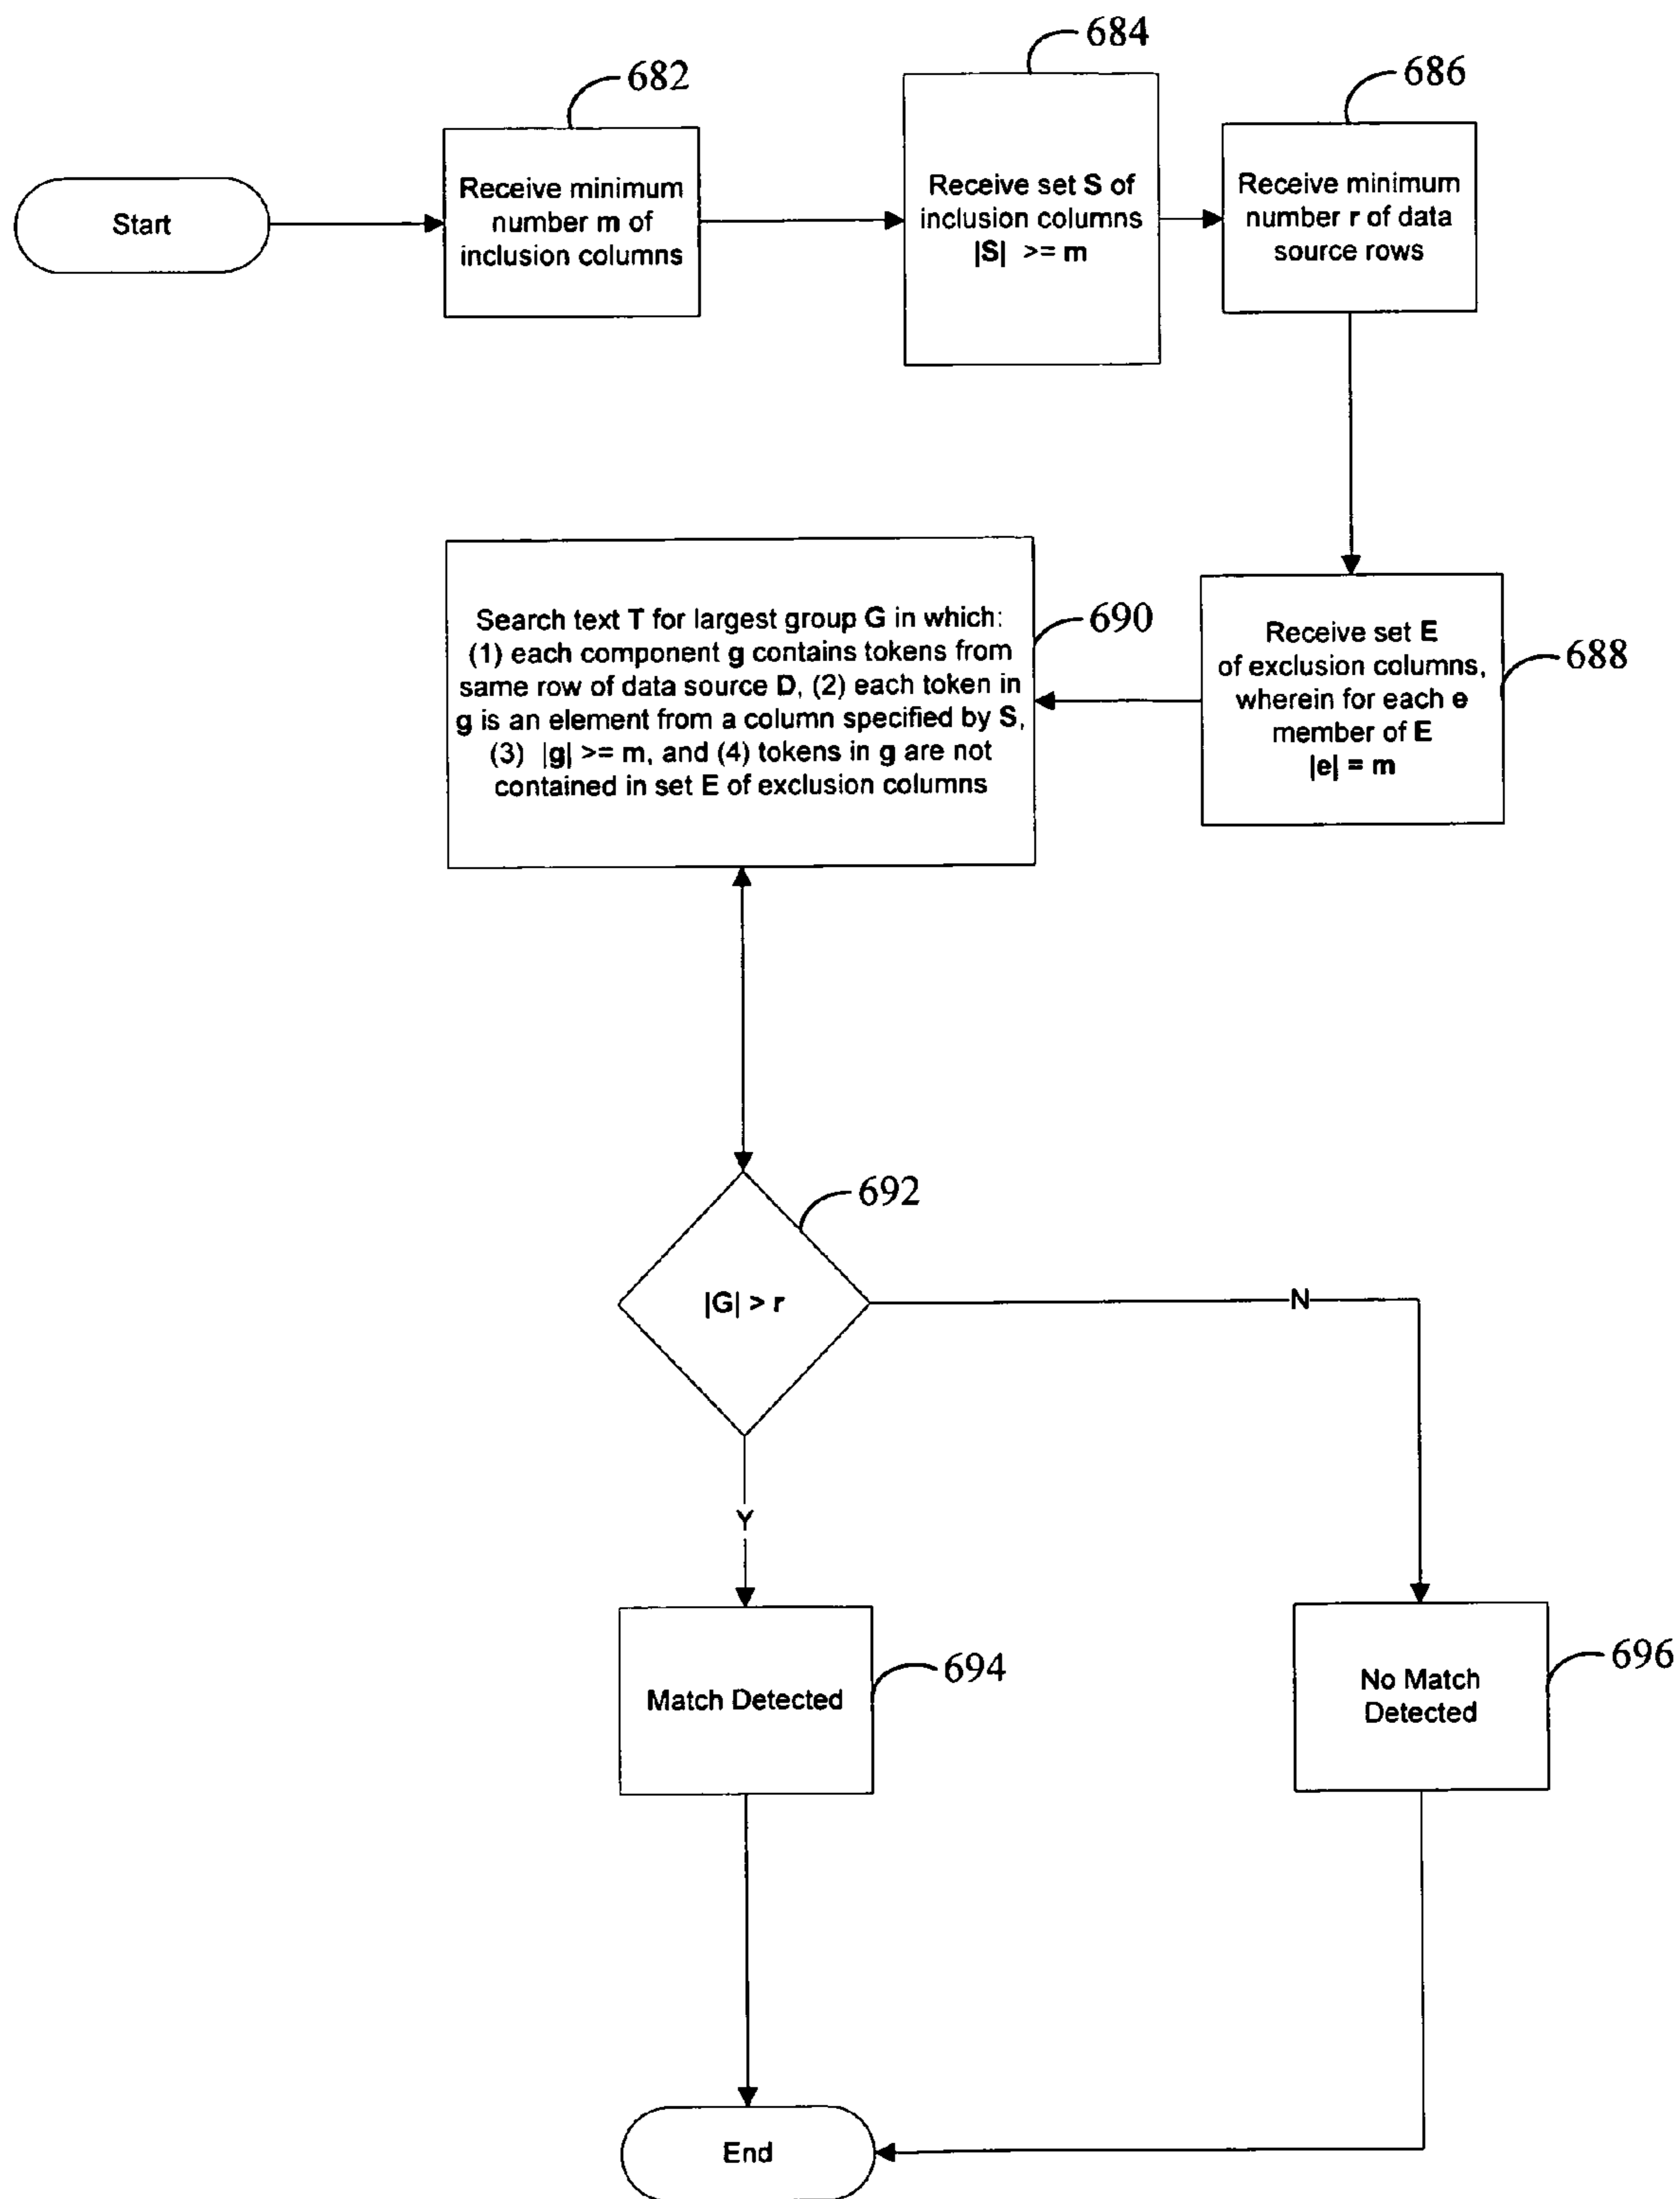 684
682
686
Start
Receive minimum
number m of
inclusion columns
Receive set S of
inclusion columns
|S| >= m
Receive minimum
number r of data
source rows
690
688
Search text T for largest group G in which:
(1) each component g contains tokens from
same row of data source D, (2) each token in
g is an element from a column specified by S,
(3) |g| >= m, and (4) tokens in g are not
contained in set E of exclusion columns
Receive set E
of exclusion columns,
wherein for each e
member of E
|e| = m
692
|G| > r
N
Y
694
Match Detected
696
No Match
Detected
End